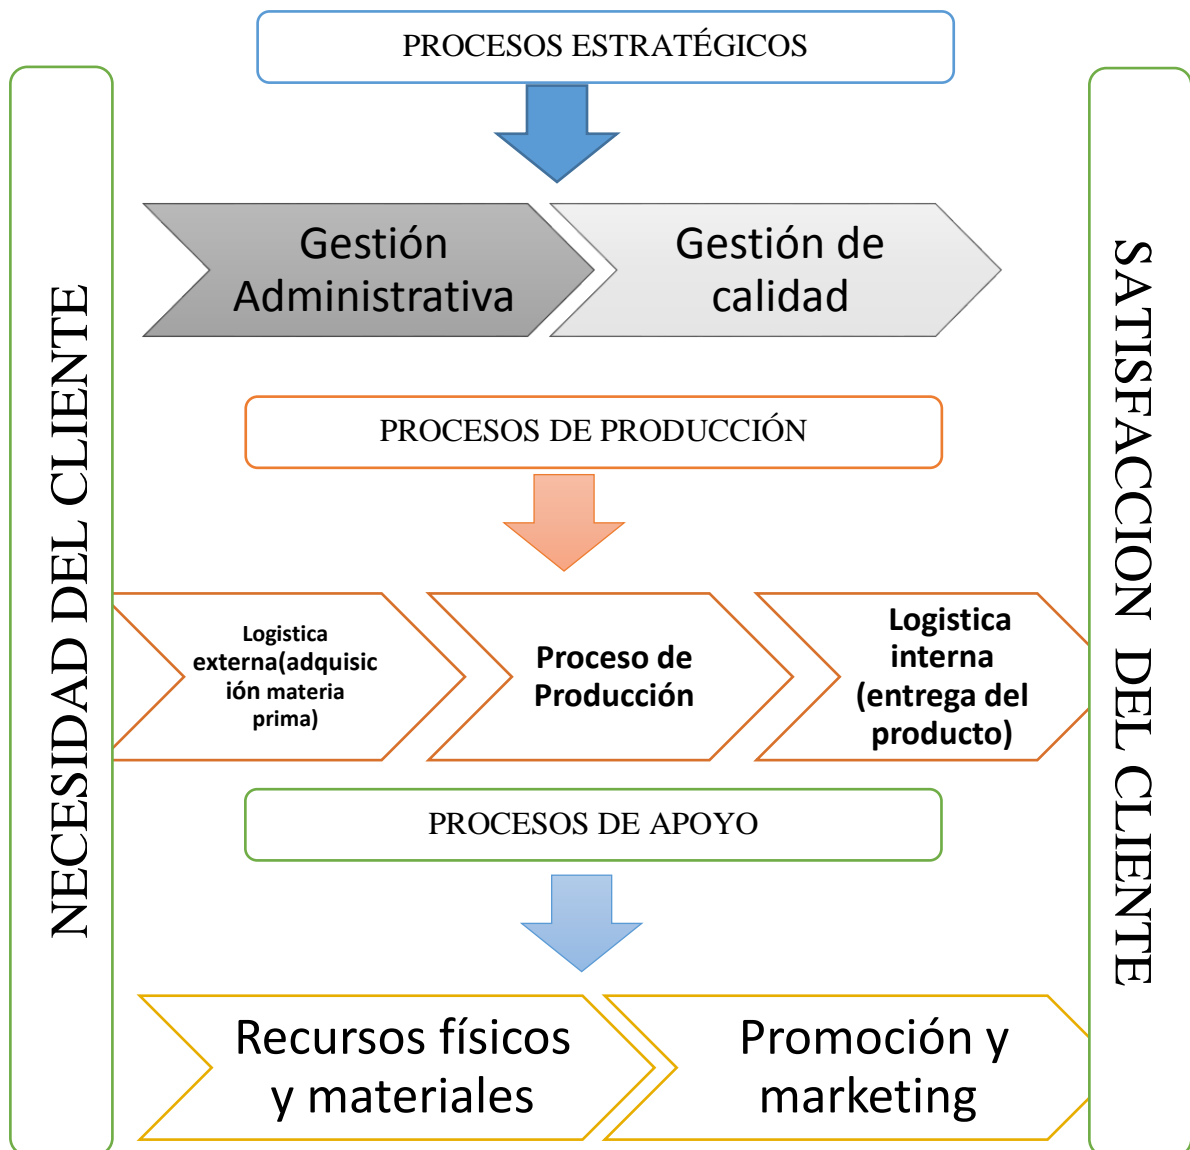 PROCESOS ESTRATÉGICOS
NECESIDAD DEL CLIENTE
Gestión
Administrativa
Gestión de
calidad
SATISFACCION DEL CLIENTE
PROCESOS DE PRODUCCIÓN
Logistica
externa(adquisic
ión materia
prima)
Proceso de
Producción
Logistica
interna
(entrega del
producto)
PROCESOS DE APOYO
Recursos físicos
y materiales
Promoción y
marketing